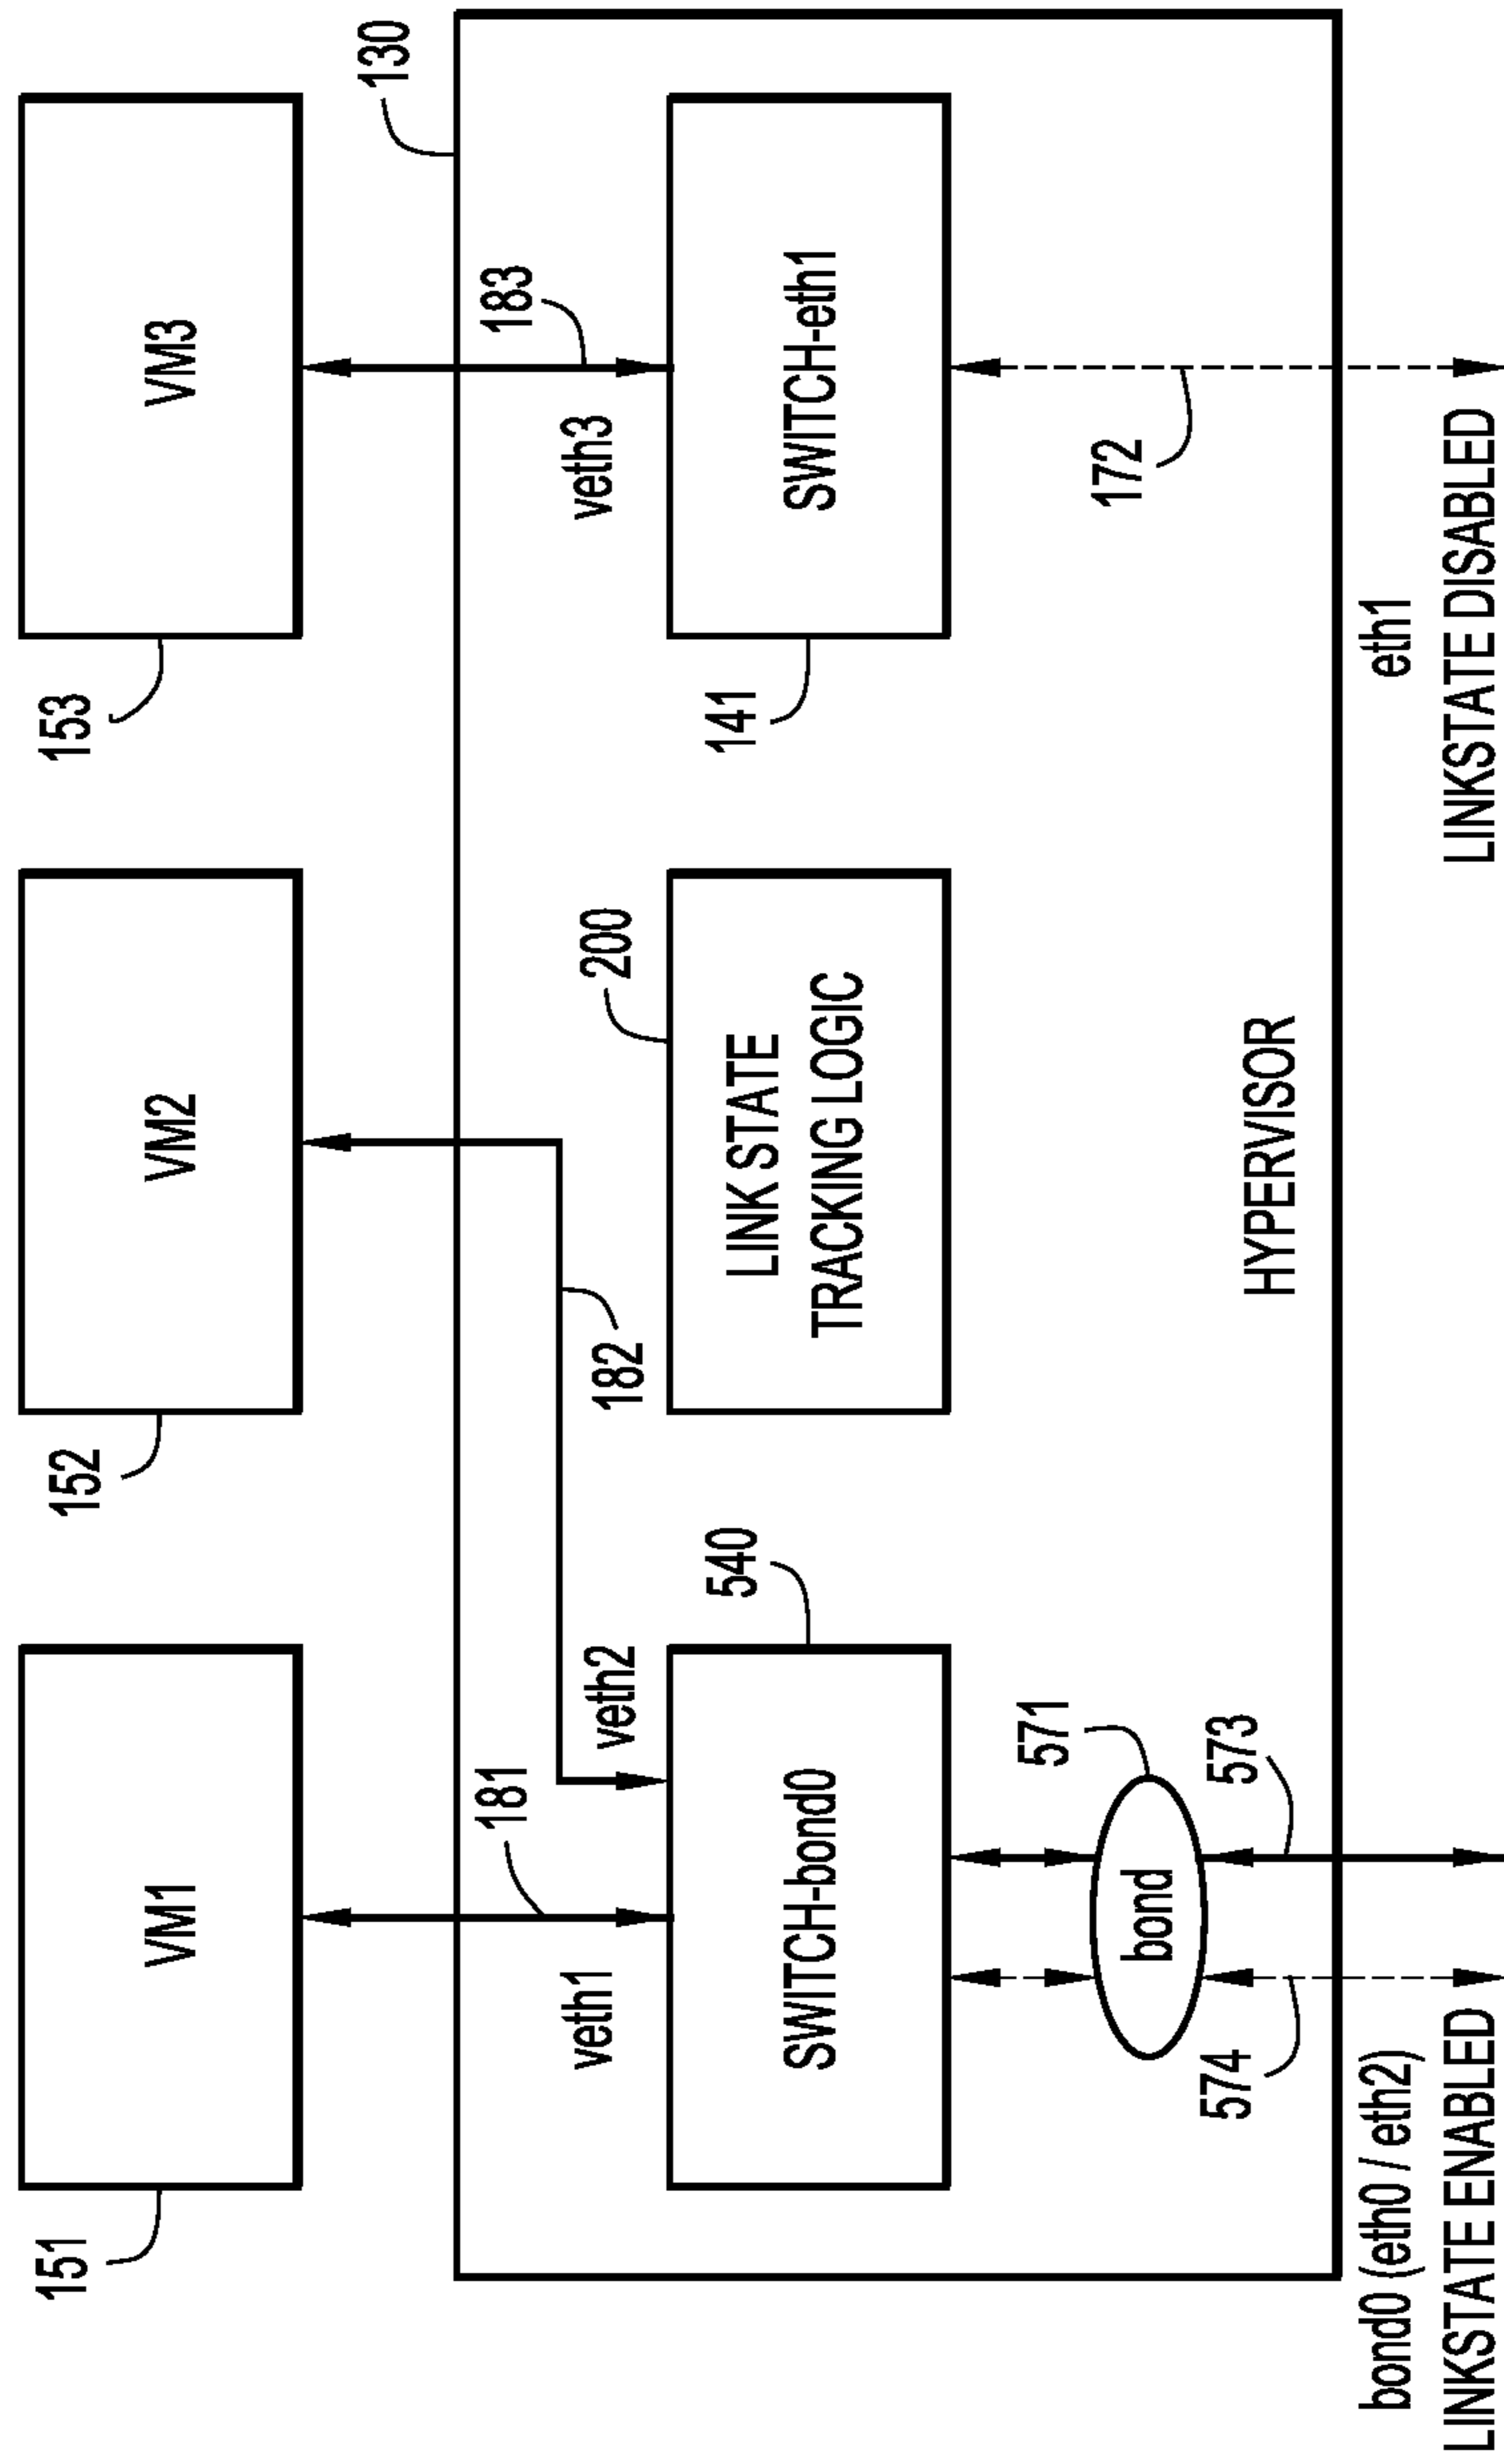 151
VM1
152
VM2
153
VM3
130
181
veth1
veth2
182
183
veth3
540
SWITCH-bond0
200
LINK STATE
TRACKING LOGIC
141
SWITCH-eth1
571
bond
574
573
172
HYPERVISOR
bond0 (eth0 / eth2)
LINKSTATE ENABLED
eth1
LINKSTATE DISABLED